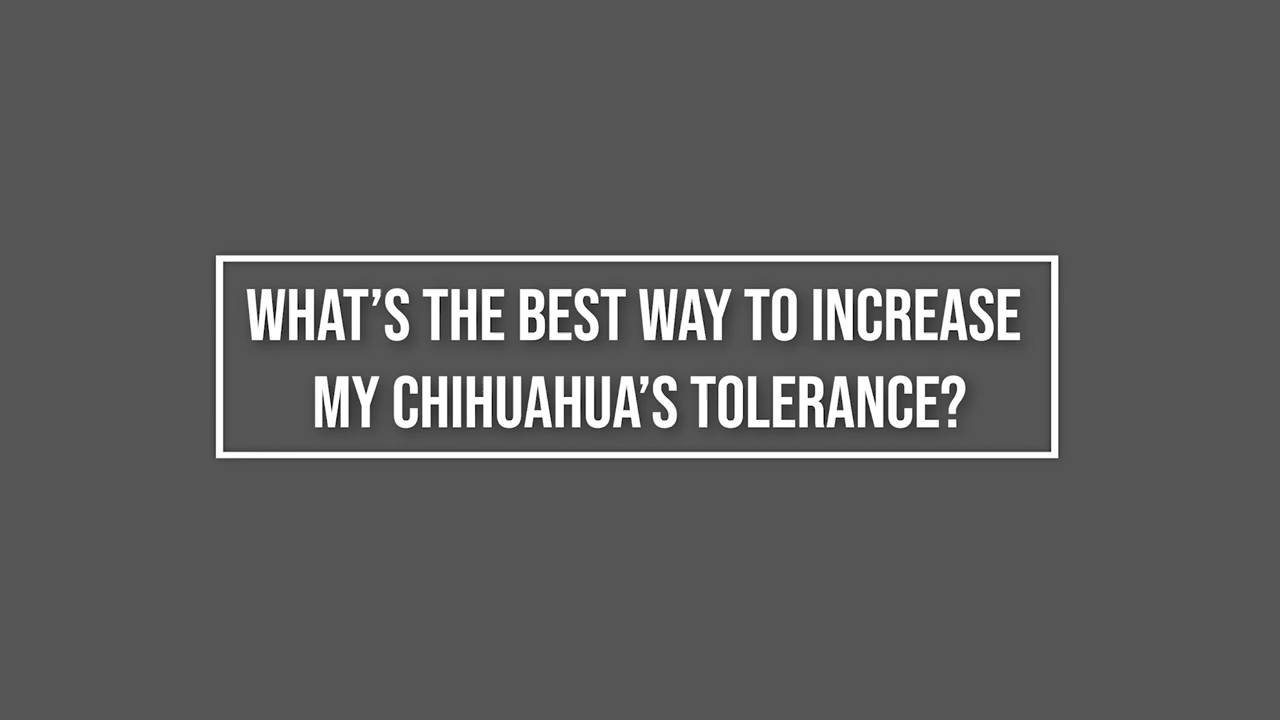 WHAT’S THE BEST WAY TO INCREASE
MY CHIHUAHUA’S TOLERANCE?